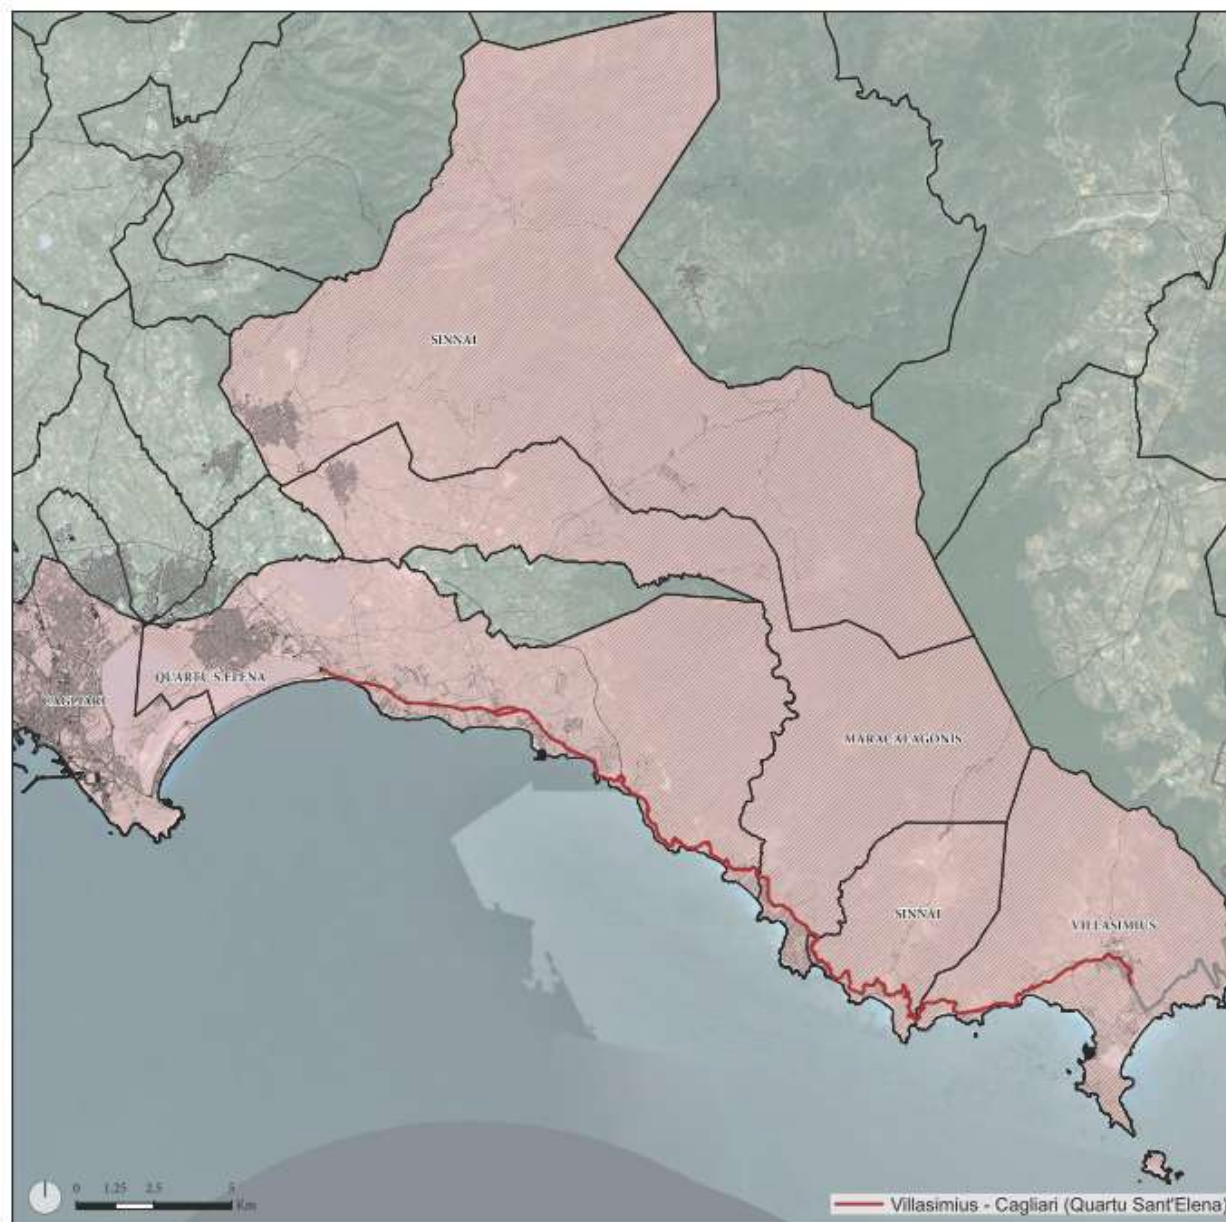 SINNAI
QUARTU S.ELENA
CAGLIARI
MARACALAGONIS
SINNAI
VILLASIMIUS
0 1.25 2.5 5
Km
Villasimius - Cagliari (Quartu Sant'Elena)